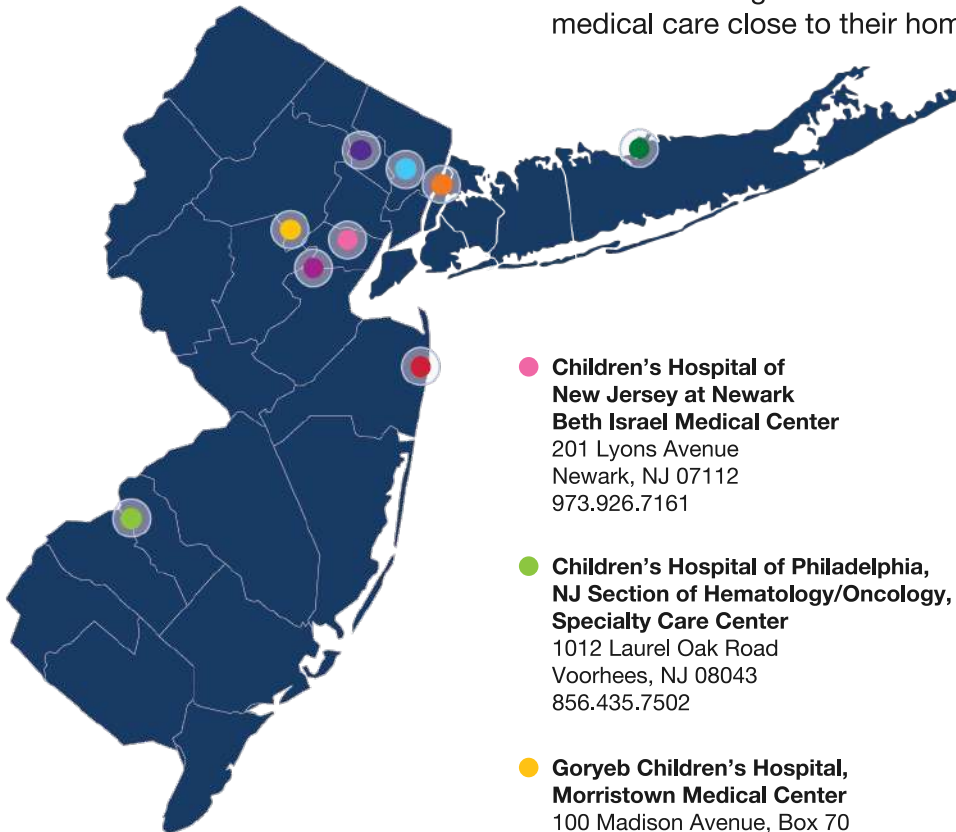 medical care close to their hom
Children's Hospital of
New Jersey at Newark
Beth Israel Medical Center
201 Lyons Avenue
Newark, NJ 07112
973.926.7161
Children's Hospital of Philadelphia,
NJ Section of Hematology/Oncology,
Specialty Care Center
1012 Laurel Oak Road
Voorhees, NJ 08043
856.435.7502
Goryeb Children's Hospital,
Morristown Medical Center
100 Madison Avenue, Box 70